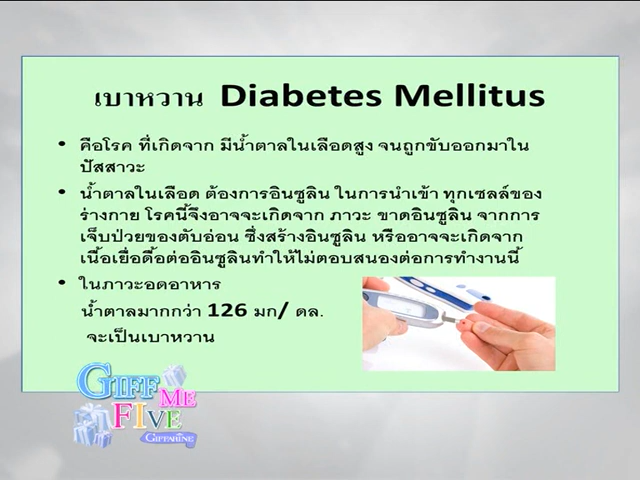 เบาหวาน Diabetes Mellitus
• คือโรค ที่เกิดจาก มีน้ำตาลในเลือดสูง จนถูกขับออกมาใน
ปัสสาวะ
• น้ำตาลในเลือด ต้องการอินซูลิน ในการนำเข้า ทุกเซลล์ของ
ร่างกาย โรคนี้จึงอาจจะเกิดจาก ภาวะ ขาดอินซูลิน จากการ
เจ็บป่วยของตับอ่อน ซึ่งสร้างอินซูลิน หรืออาจจะเกิดจาก
เนื้อเยื่อดื้อต่ออินซูลินทำให้ไม่ตอบสนองต่อการทำงานนี้
• ในภาวะอดอาหาร
น้ำตาลมากกว่า 126 มก/ ดล.
จะเป็นเบาหวาน
GIFF ME
FIVE
GIFFARINE